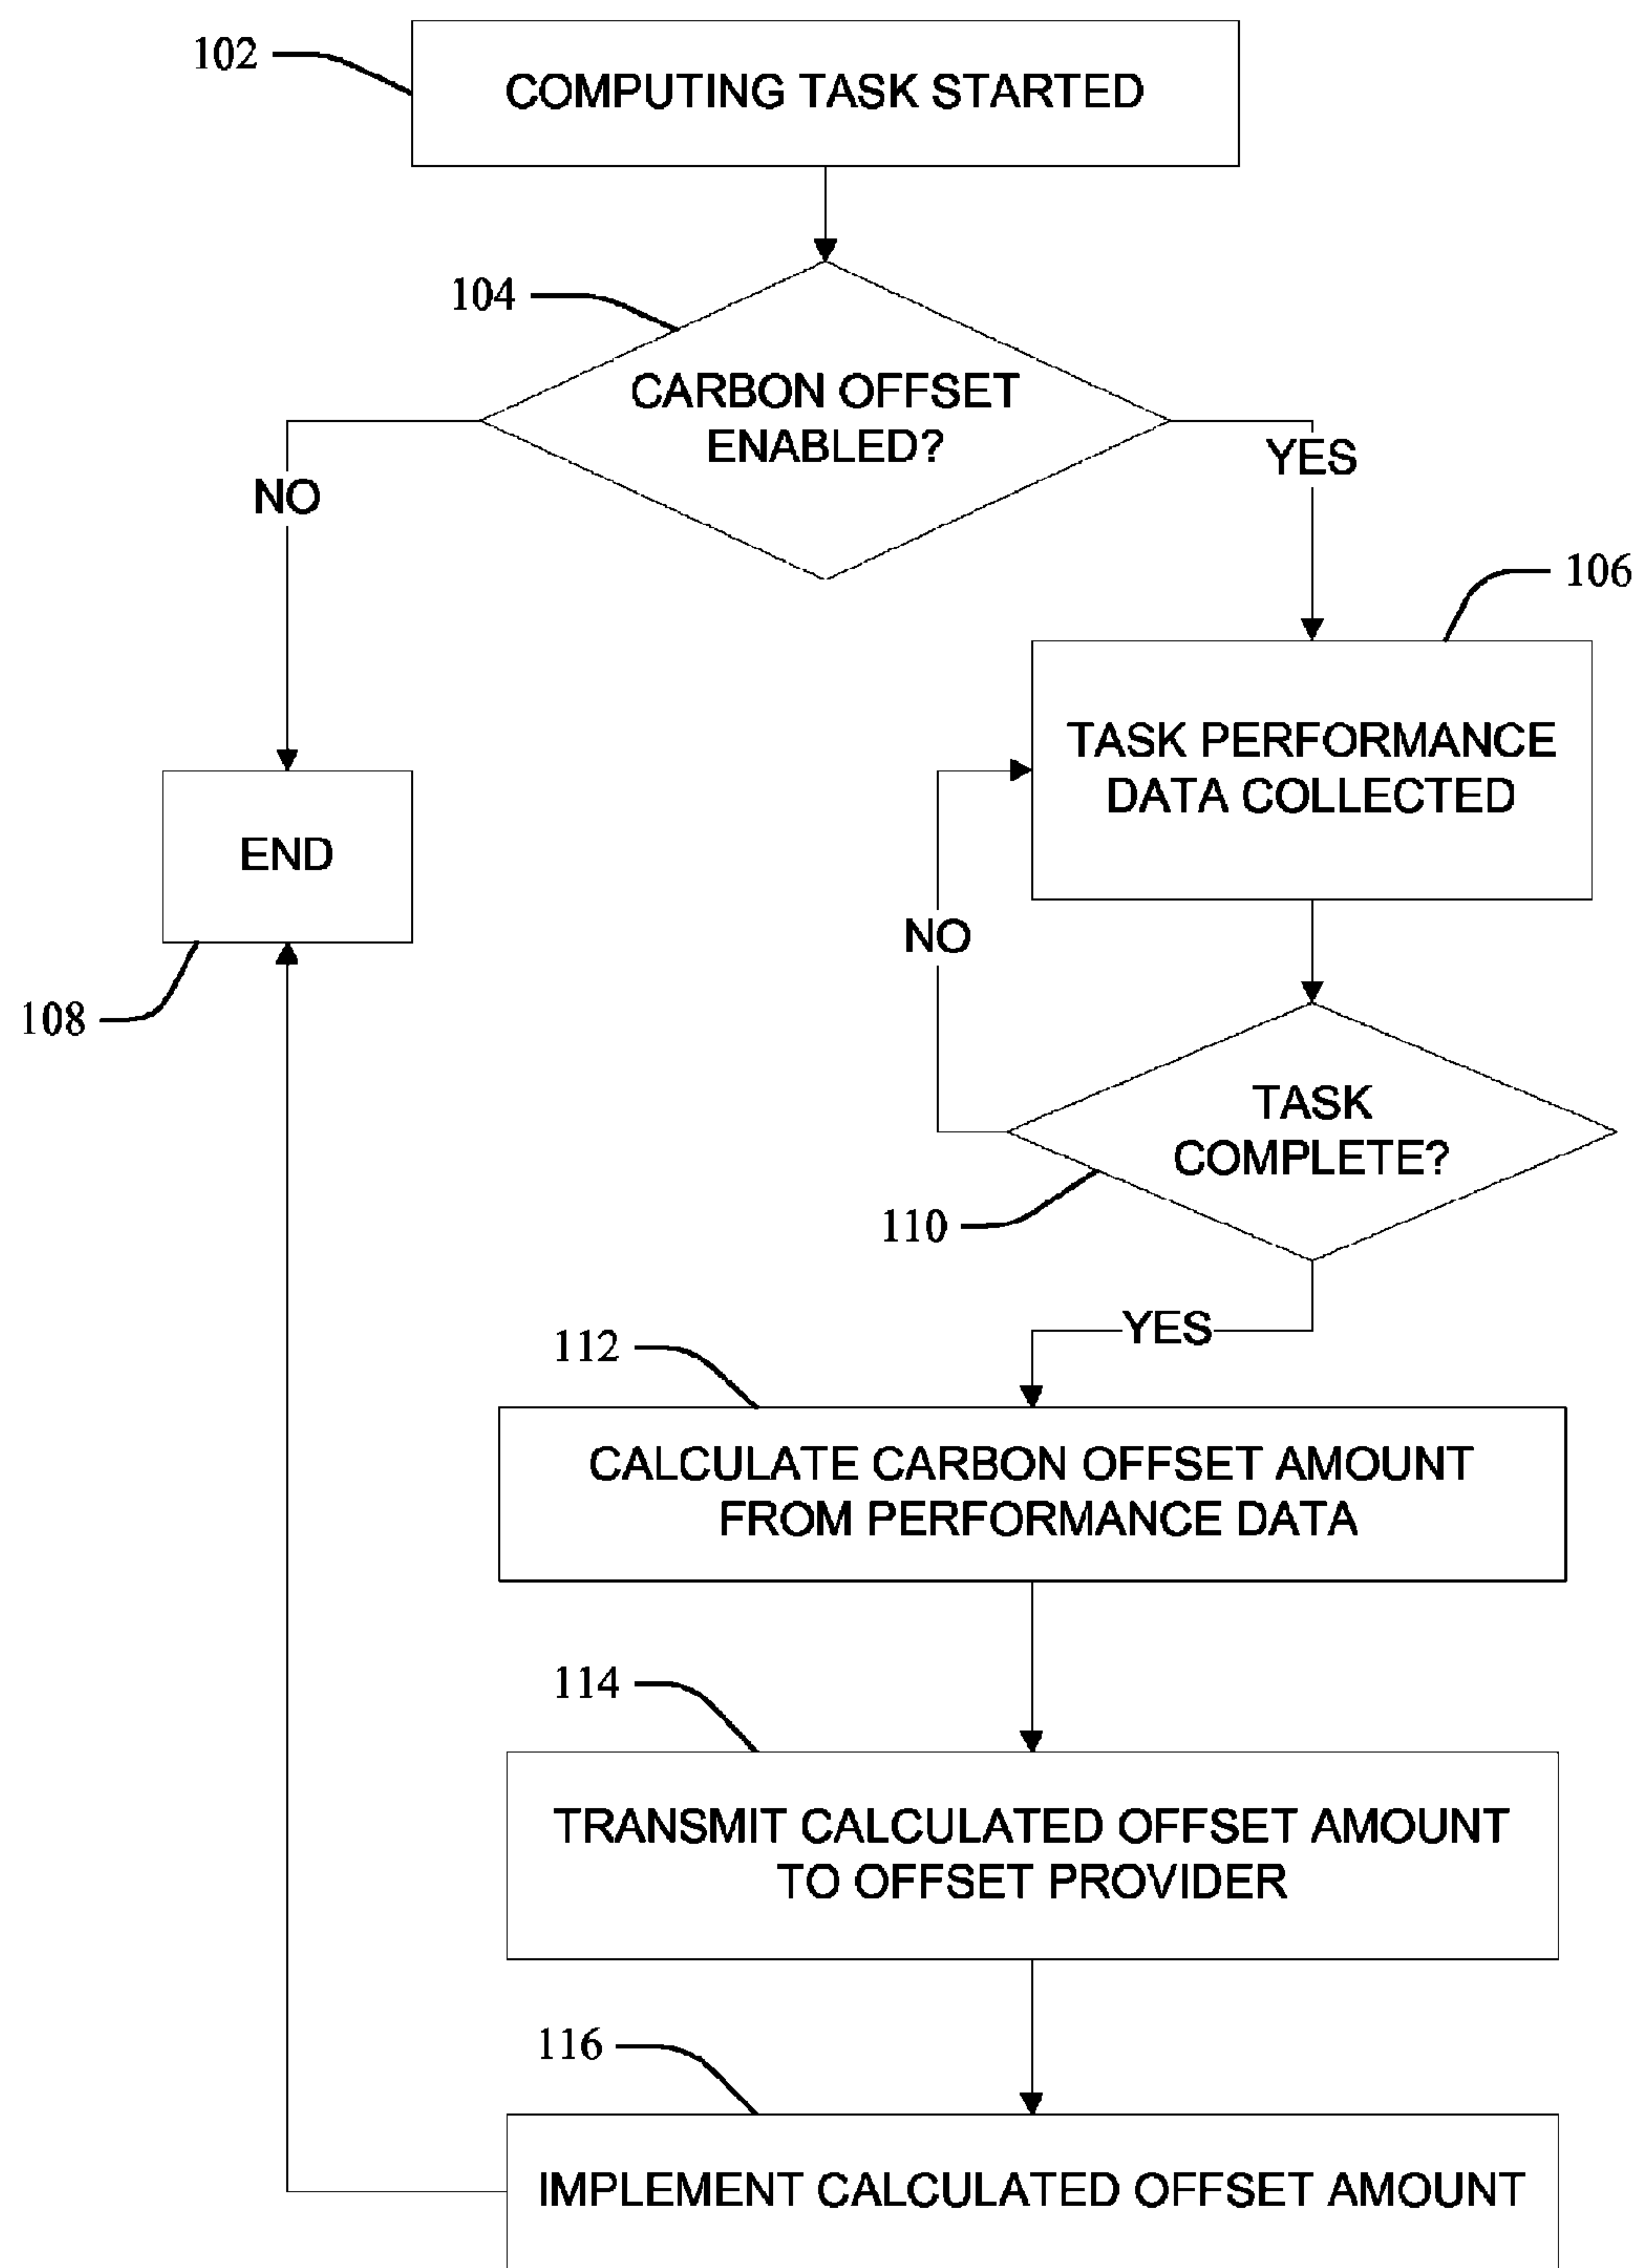 102
COMPUTING TASK STARTED
104
CARBON OFFSET
ENABLED?
NO
YES
106
TASK PERFORMANCE
DATA COLLECTED
END
108
NO
TASK
COMPLETE?
110
YES
112
CALCULATE CARBON OFFSET AMOUNT
FROM PERFORMANCE DATA
114
TRANSMIT CALCULATED OFFSET AMOUNT
TO OFFSET PROVIDER
116
IMPLEMENT CALCULATED OFFSET AMOUNT